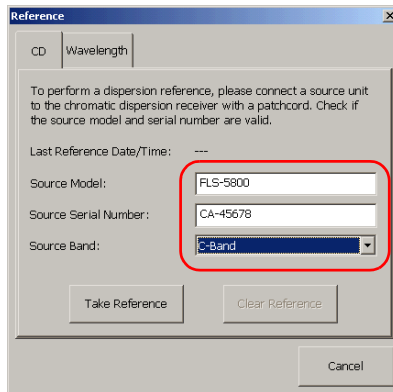 Reference
CD
Wavelength
To perform a dispersion reference, please connect a source unit
to the chromatic dispersion receiver with a patchcord. Check if
the source model and serial number are valid.
Last Reference Date/Time: ---
Source Model: FLS-5800
Source Serial Number: CA-45678
Source Band: C-Band
Take Reference
Clear Reference
Cancel